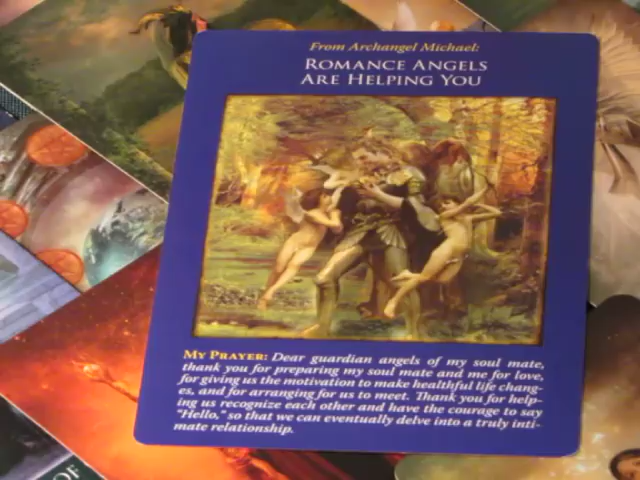 From Archangel Michael:
ROMANCE ANGELS
ARE HELPING YOU
MY PRAYER: Dear guardian angels of my soul mate,
thank you for preparing my soul mate and me for love,
for giving us the motivation to make healthful life chang-
es, and for arranging for us to meet. Thank you for help-
ing us recognize each other and have the courage to say
"Hello," so that we can eventually delve into a truly inti-
mate relationship.
OF